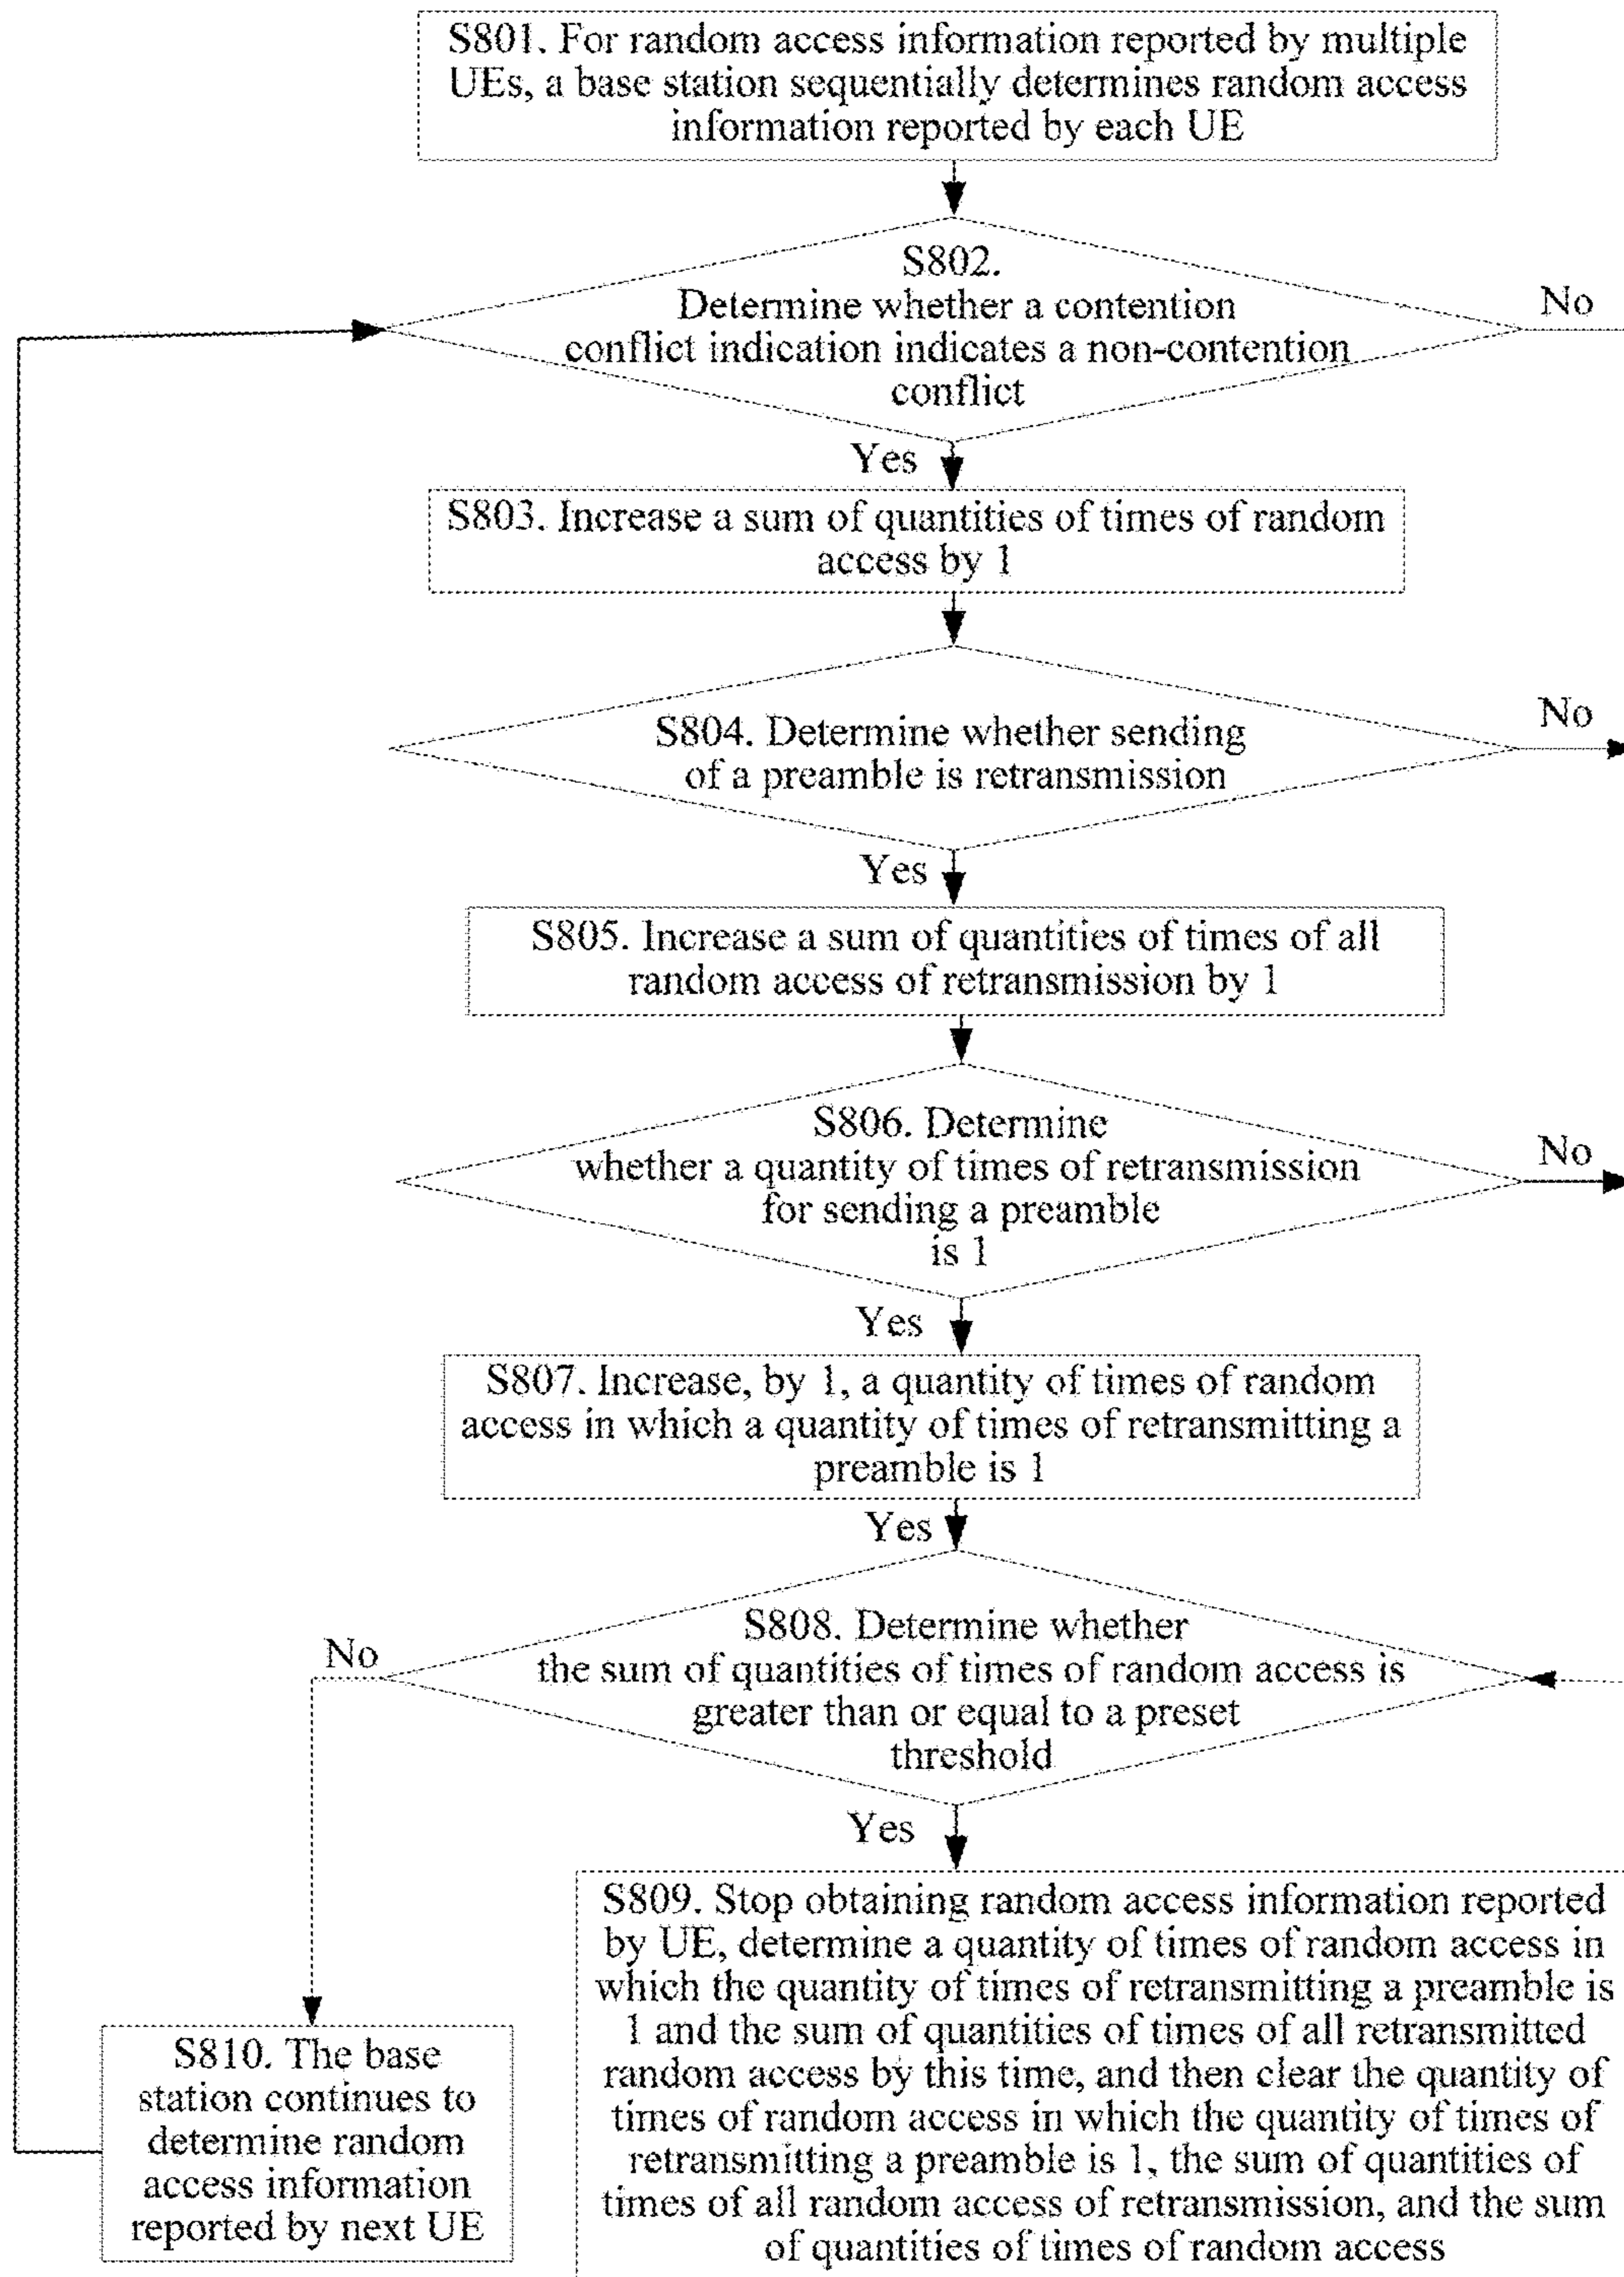 S801. For random access information reported by multiple
UEs, a base station sequentially determines random access
information reported by each UE
S802.
Determine whether a contention
conflict indication indicates a non-contention
conflict
No
Yes
S803. Increase a sum of quantities of times of random
access by 1
S804. Determine whether sending
of a preamble is retransmission
No
Yes
S805. Increase a sum of quantities of times of all
random access of retransmission by 1
S806. Determine
whether a quantity of times of retransmission
for sending a preamble
is 1
No
Yes
S807. Increase, by 1, a quantity of times of random
access in which a quantity of times of retransmitting a
preamble is 1
Yes
S808. Determine whether
the sum of quantities of times of random access is
greater than or equal to a preset
threshold
No
Yes
S809. Stop obtaining random access information reported
by UE, determine a quantity of times of random access in
which the quantity of times of retransmitting a preamble is
1 and the sum of quantities of times of all retransmitted
random access by this time, and then clear the quantity of
times of random access in which the quantity of times of
retransmitting a preamble is 1, the sum of quantities of
times of all random access of retransmission, and the sum
of quantities of times of random access
S810. The base
station continues to
determine random
access information
reported by next UE